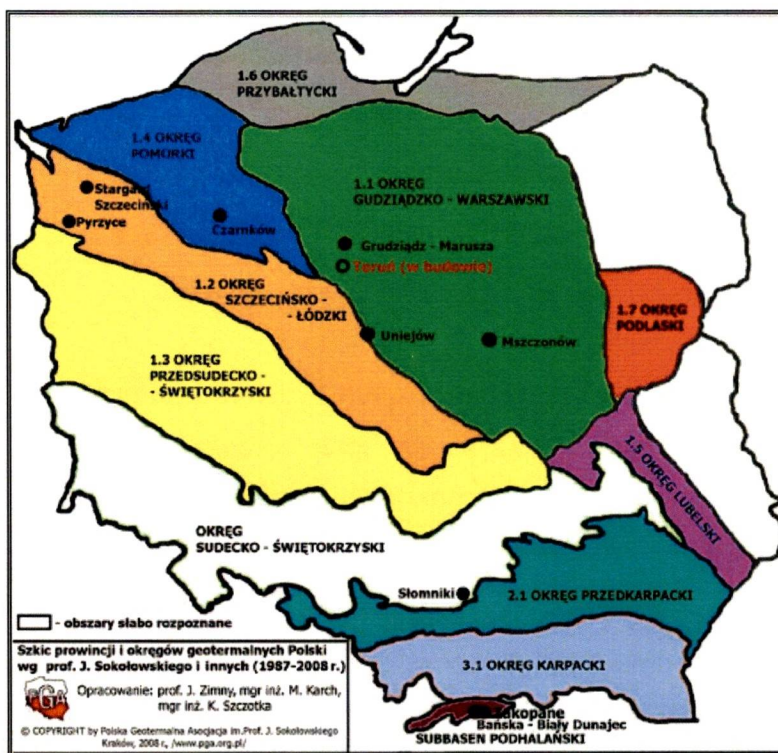 1.6 OKRĘG
PRZYBAŁTYCKI
1.4 OKRĘG
POMORKI
1.1 OKRĘG
GUDZIĄDZKO - WARSZAWSKI
Stargard
Szczeciński
Pyrzyce
Czarnków
Grudziądz - Marusza
Toruń (w budowie)
1.2 OKRĘG
SZCZECIŃSKO -
- ŁÓDZKI
1.7 OKRĘG
PODLASKI
Uniejów
Mszczonów
1.3 OKRĘG
PRZEDSUDECKO -
- ŚWIĘTOKRZYSKI
1.5 OKRĘG LUBELSKI
OKRĘG
SUDECKO - ŚWIĘTOKRZYSKI
Słomniki
2.1 OKRĘG PRZEDKARPACKI
- obszary słabo rozpoznane
3.1 OKRĘG KARPACKI
Zakopane
Bańska - Biały Dunajec
SUBBASEN PODHALAŃSKI
Szkic prowincji i okręgów geotermalnych Polski
wg prof. J. Sokołowskiego i innych (1987-2008 r.)
PGA
Opracowanie: prof. J. Zimny, mgr inż. M. Karch,
mgr inż. K. Szczotka
© COPYRIGHT by Polska Geotermalna Asocjacja im.Prof. J. Sokołowskiego
Kraków, 2008 r., /www.pga.org.pl/